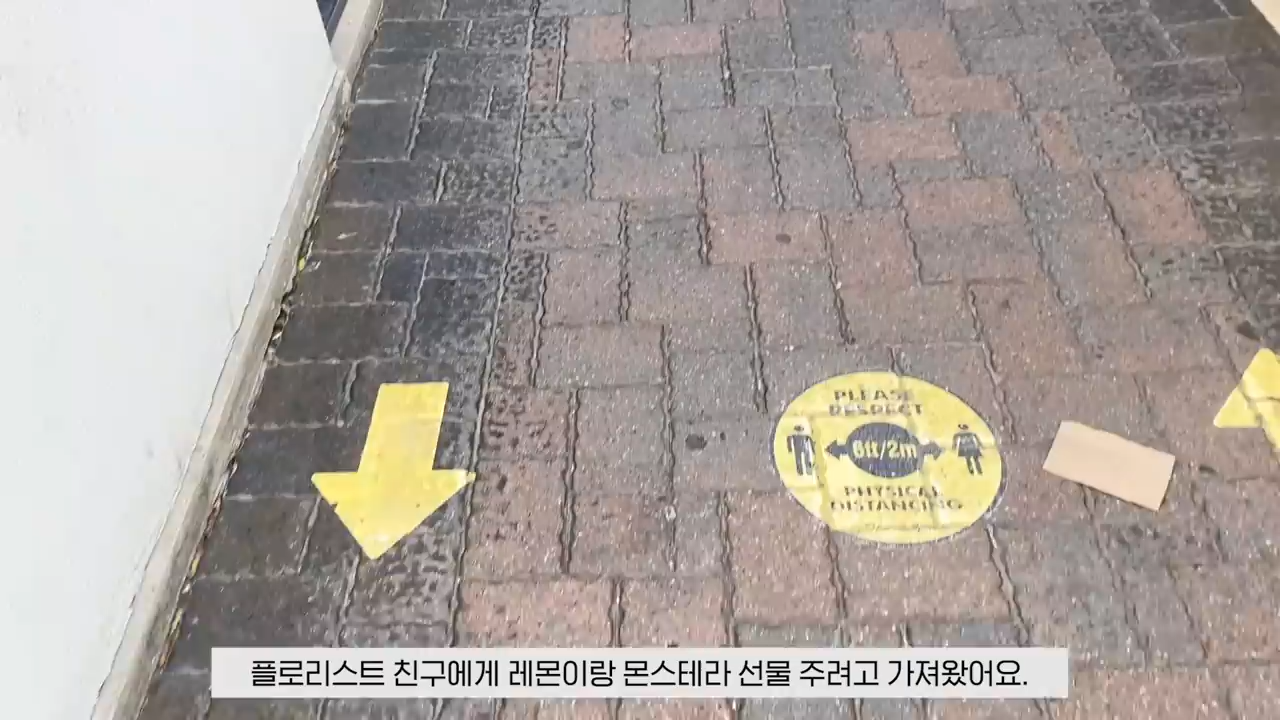 PLEASE
RESPECT
6ft/2m
PHYSICAL
DISTANCING
플로리스트 친구에게 레몬이랑 몬스테라 선물 주려고 가져왔어요.